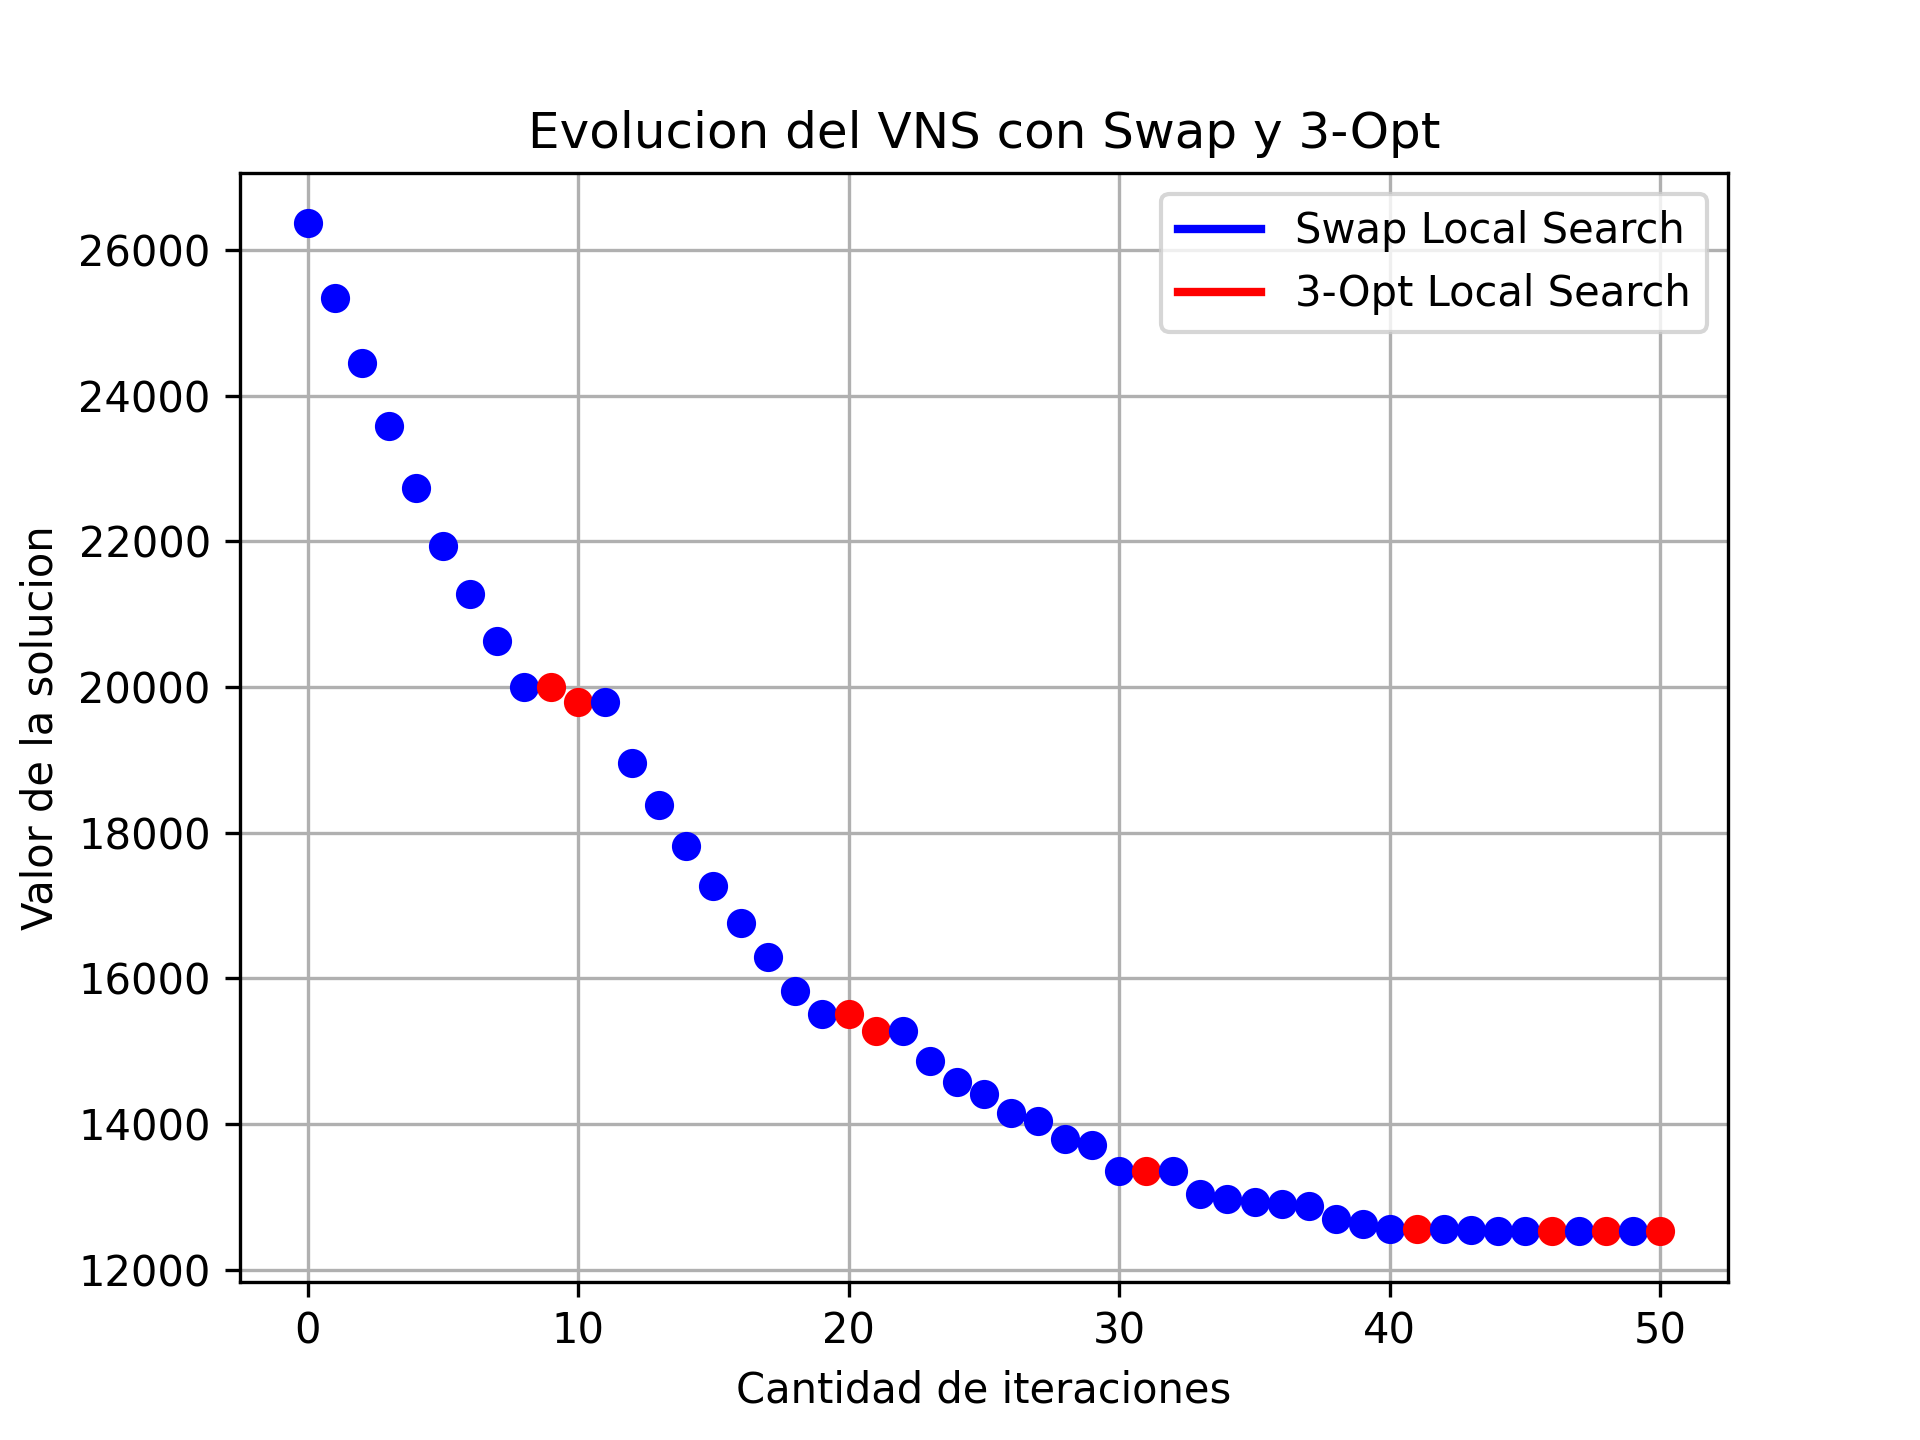 Evolucion del VNS con Swap y 3-Opt
Swap Local Search
3-Opt Local Search
Valor de la solucion
26000
24000
22000
20000
18000
16000
14000
12000
0 10 20 30 40 50
Cantidad de iteraciones